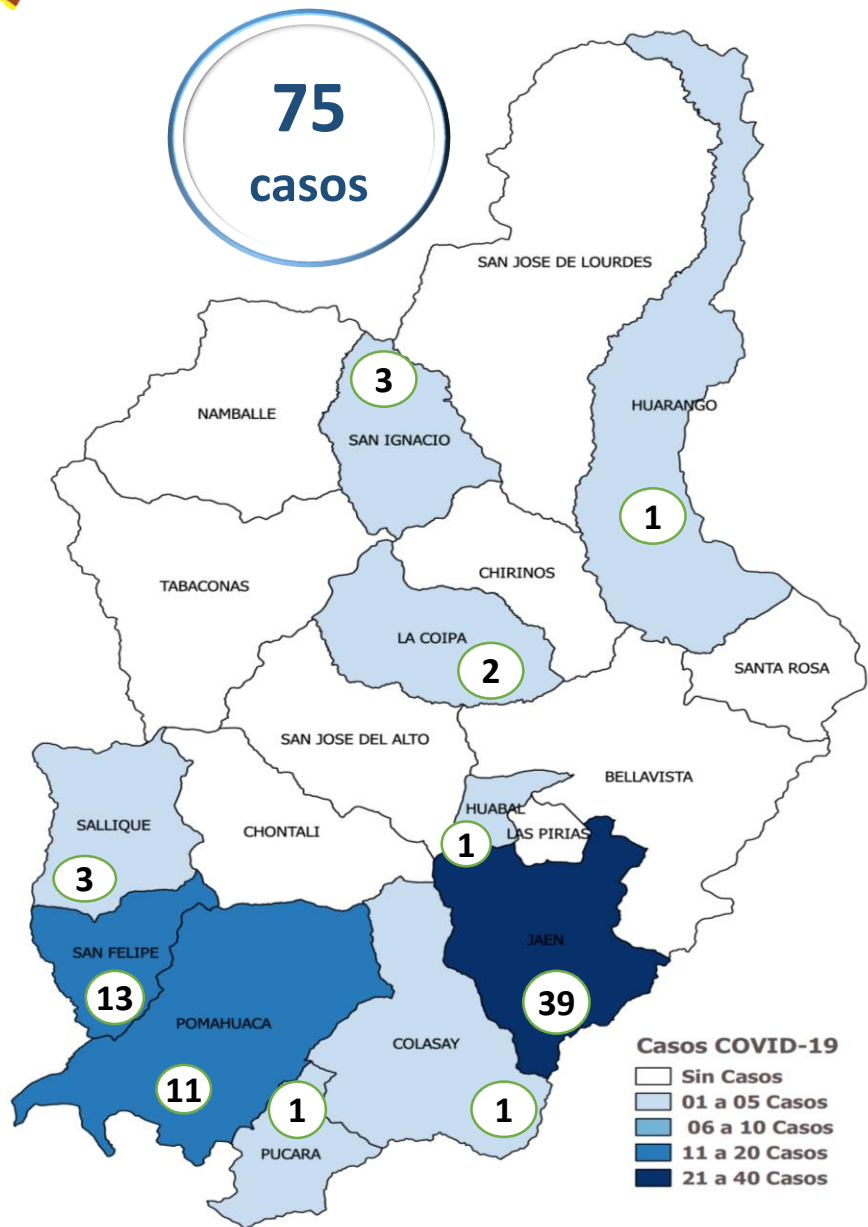 75
casos
SAN JOSE DE LOURDES
3
NAMBALLE
HUARANGO
SAN IGNACIO
1
CHIRINOS
TABACONAS
LA COIPA
2
SANTA ROSA
SAN JOSE DEL ALTO
BELLAVISTA
HUABAL
SALLIQUE
CHONTALI
LAS PIRIAS
1
3
JAEN
SAN FELIPE
13
39
POMAHUACA
COLASAY
11
1
1
PUCARA
Casos COVID-19
Sin Casos
01 a 05 Casos
06 a 10 Casos
11 a 20 Casos
21 a 40 Casos